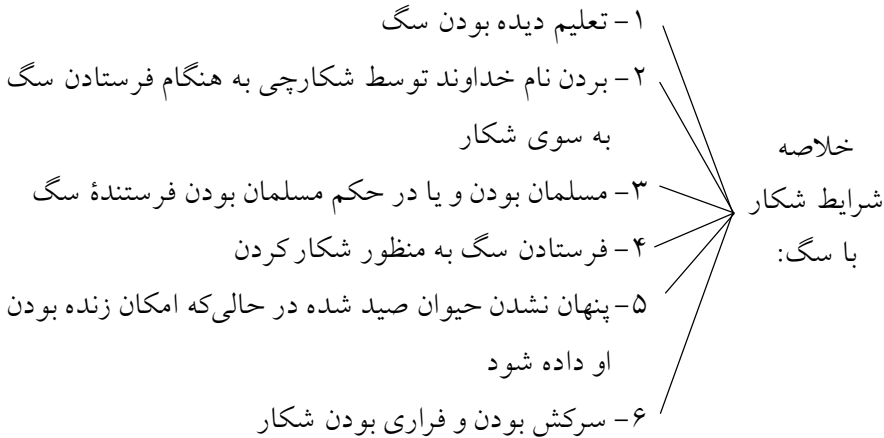 خلاصه
شرایط شکار
با سگ:
۱- تعلیم دیده بودن سگ
۲- بردن نام خداوند توسط شکارچی به هنگام فرستادن سگ
به سوی شکار
۳- مسلمان بودن و یا در حکم مسلمان بودن فرستندهٔ سگ
۴- فرستادن سگ به منظور شکار کردن
۵- پنهان نشدن حیوان صید شده در حالی‌که امکان زنده بودن
او داده شود
۶- سرکش بودن و فراری بودن شکار